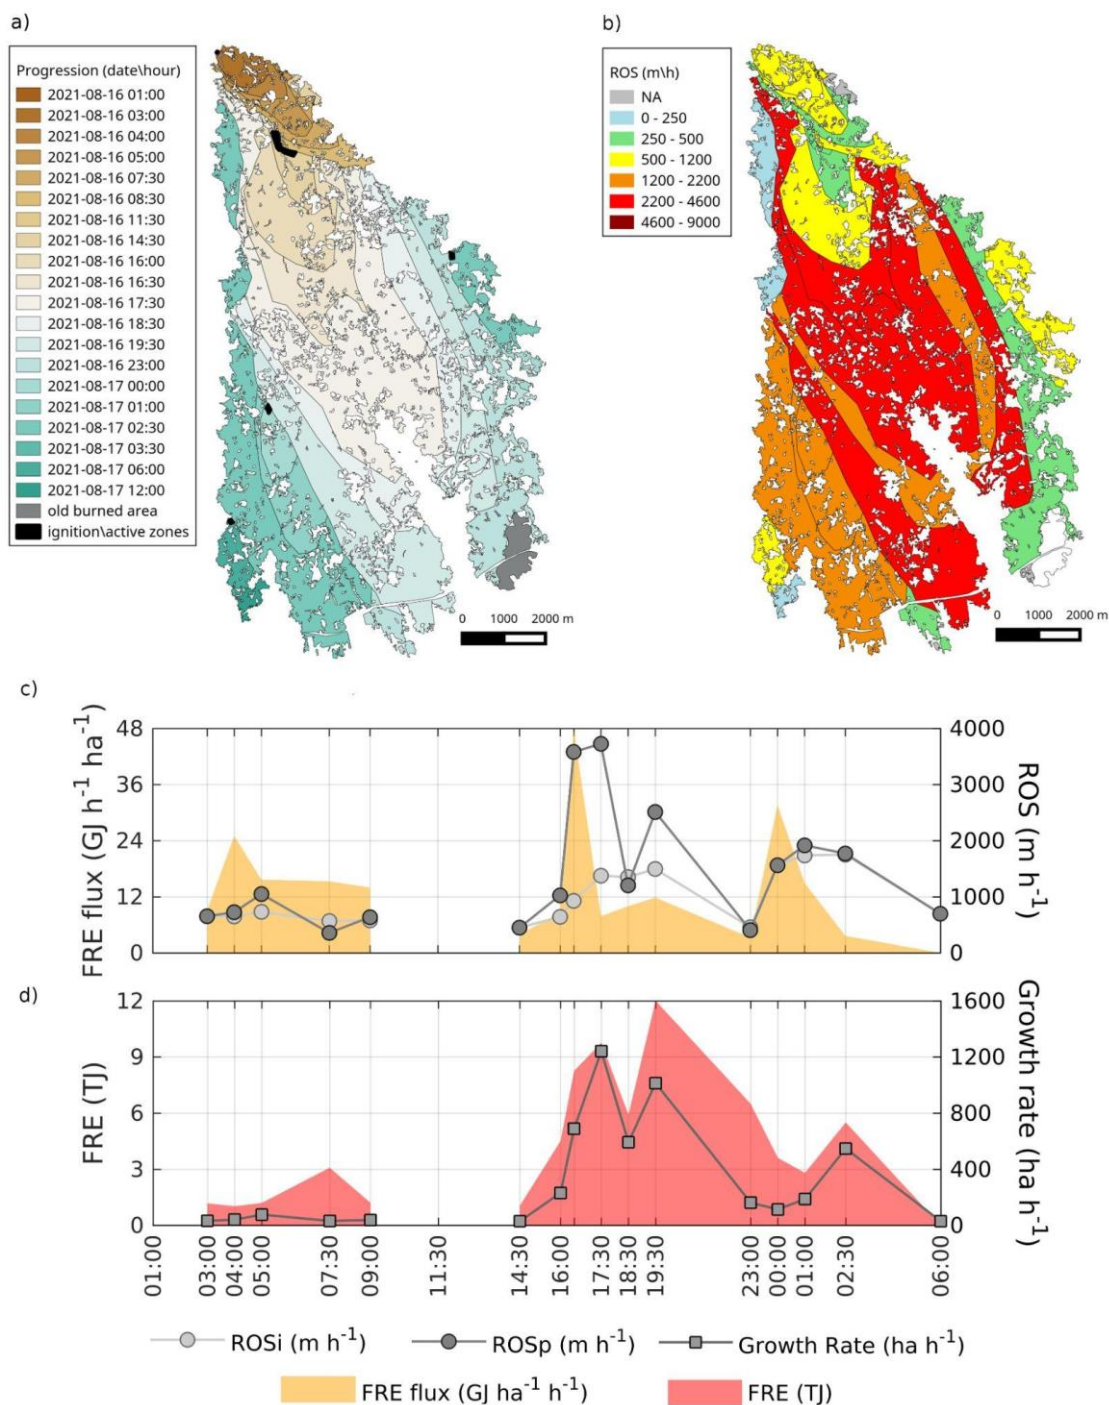 a)
Progression (date\hour)
2021-08-16 01:00
2021-08-16 03:00
2021-08-16 04:00
2021-08-16 05:00
2021-08-16 07:30
2021-08-16 08:30
2021-08-16 11:30
2021-08-16 14:30
2021-08-16 16:00
2021-08-16 16:30
2021-08-16 17:30
2021-08-16 18:30
2021-08-16 19:30
2021-08-16 23:00
2021-08-17 00:00
2021-08-17 01:00
2021-08-17 02:30
2021-08-17 03:30
2021-08-17 06:00
2021-08-17 12:00
old burned area
ignition\active zones
0 1000 2000 m
b)
ROS (m\h)
NA
0 - 250
250 - 500
500 - 1200
1200 - 2200
2200 - 4600
4600 - 9000
0 1000 2000 m
c)
FRE flux (GJ h⁻¹ ha⁻¹)
48
36
24
12
0
4000
3000
2000
1000
0
ROS (m h⁻¹)
d)
FRE (TJ)
12
9
6
3
0
1600
1200
800
400
0
Growth rate (ha h⁻¹)
01:00 03:00 04:00 05:00 07:30 09:00 11:30 14:30 16:00 17:30 18:30 19:30 23:00 00:00 01:00 02:30 06:00
ROSi (m h⁻¹) ROSp (m h⁻¹) Growth Rate (ha h⁻¹)
FRE flux (GJ ha⁻¹ h⁻¹) FRE (TJ)